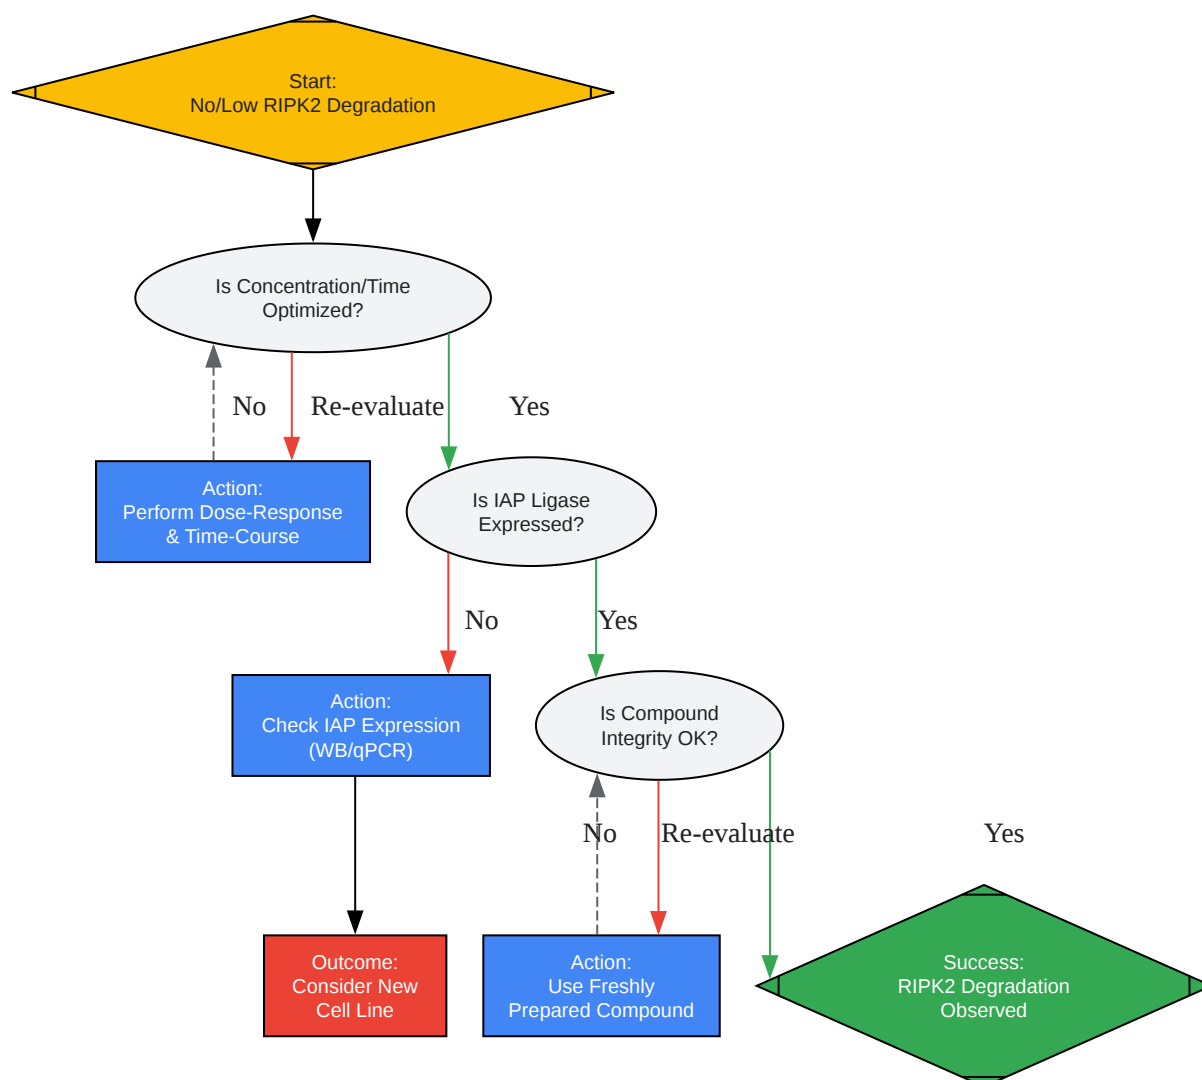 Start:
No/Low RIPK2 Degradation
Is Concentration/Time
Optimized?
No
Re-evaluate
Yes
Action:
Perform Dose-Response
& Time-Course
Is IAP Ligase
Expressed?
No
Yes
Action:
Check IAP Expression
(WB/qPCR)
Is Compound
Integrity OK?
No
Re-evaluate
Yes
Outcome:
Consider New
Cell Line
Action:
Use Freshly
Prepared Compound
Success:
RIPK2 Degradation
Observed